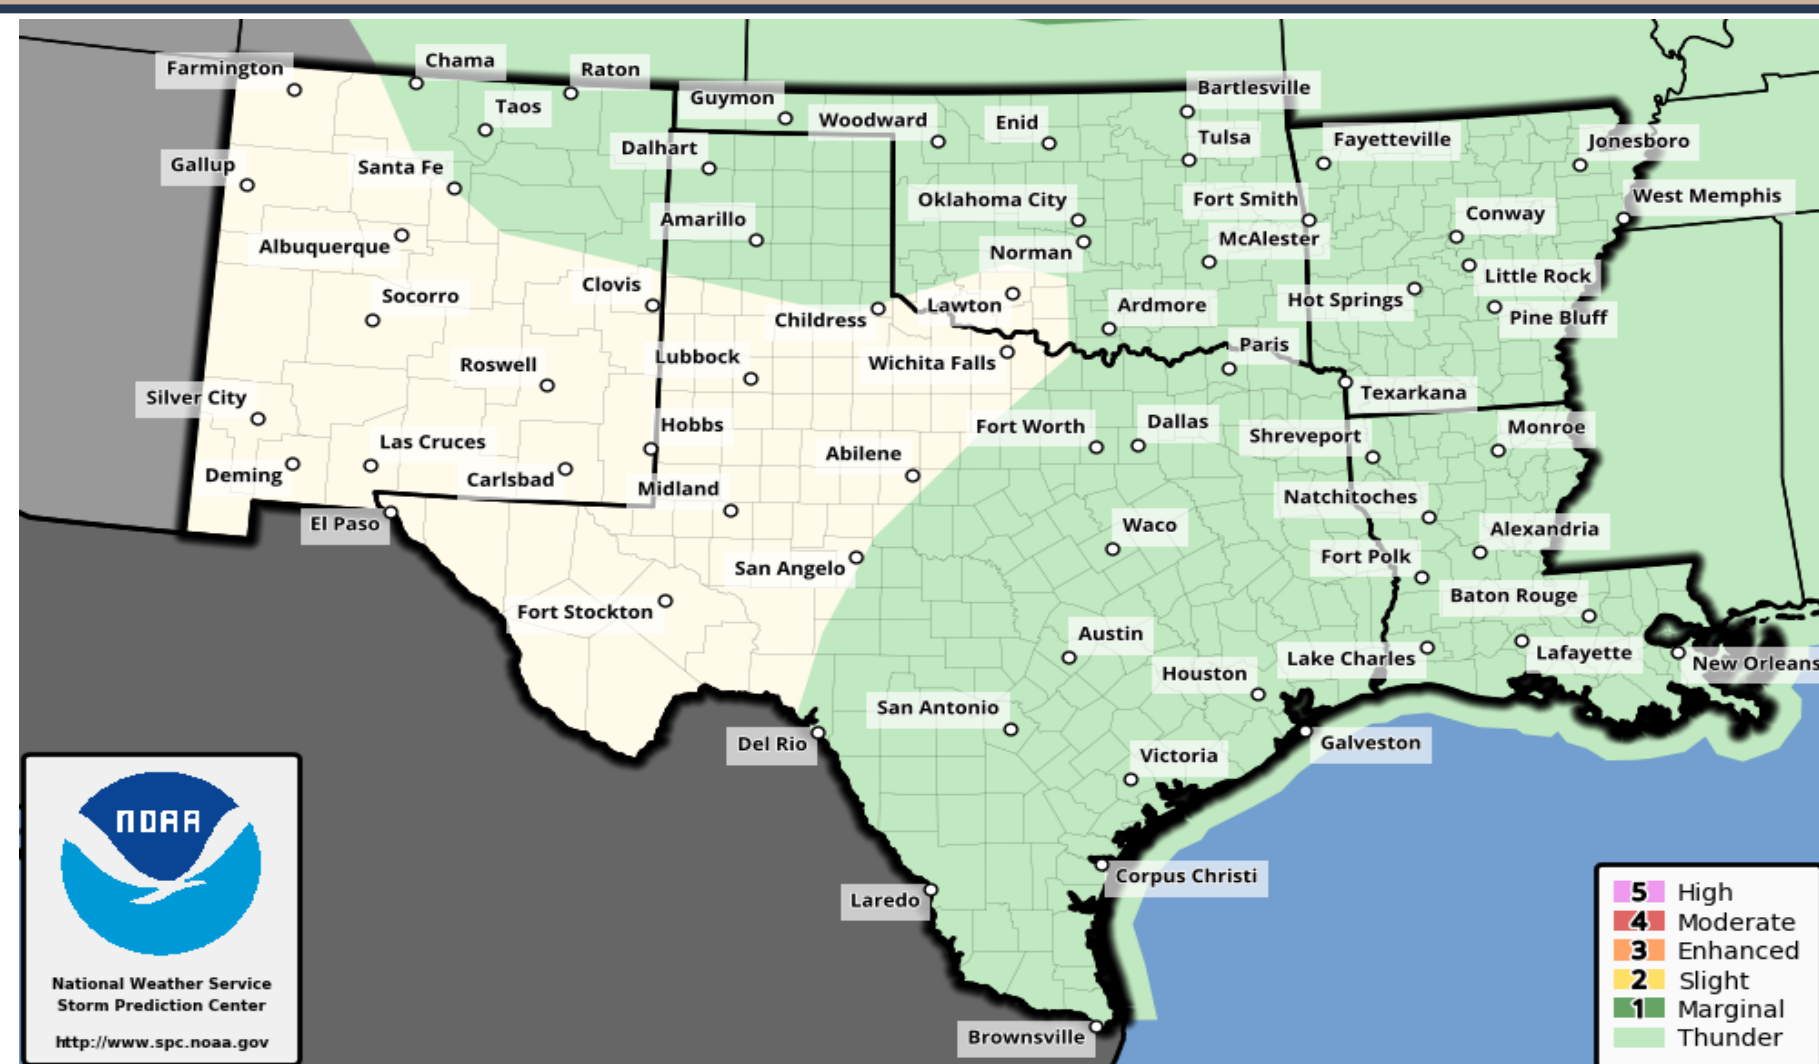 Farmington
Chama
Raton
Taos
Guymon
Woodward
Enid
Bartlesville
Tulsa
Fayetteville
Jonesboro
Gallup
Santa Fe
Dalhart
Amarillo
Oklahoma City
Norman
Fort Smith
McAlester
Conway
West Memphis
Albuquerque
Socorro
Clovis
Childress
Lawton
Ardmore
Hot Springs
Little Rock
Pine Bluff
Roswell
Lubbock
Wichita Falls
Paris
Texarkana
Silver City
Las Cruces
Hobbs
Abilene
Fort Worth
Dallas
Shreveport
Monroe
Deming
Carlsbad
Midland
Natchitoches
El Paso
San Angelo
Waco
Fort Polk
Alexandria
Fort Stockton
Austin
Baton Rouge
Houston
Lake Charles
Lafayette
New Orleans
San Antonio
Del Rio
Victoria
Galveston
Laredo
Corpus Christi
Brownsville
NOAA
National Weather Service
Storm Prediction Center
http://www.spc.noaa.gov
5 High
4 Moderate
3 Enhanced
2 Slight
1 Marginal
Thunder